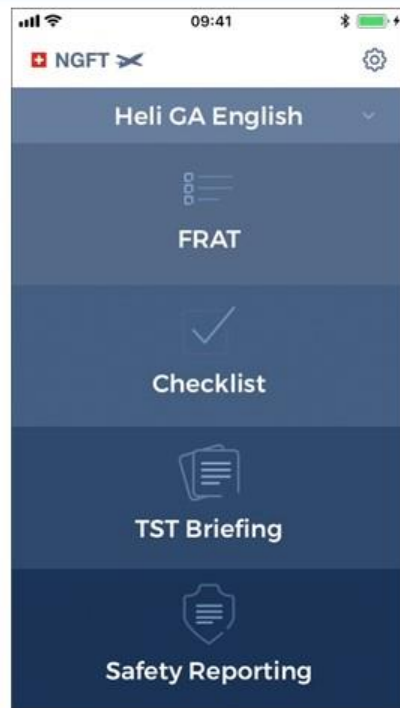 09:41
NGFT
Heli GA English
FRAT
Checklist
TST Briefing
Safety Reporting